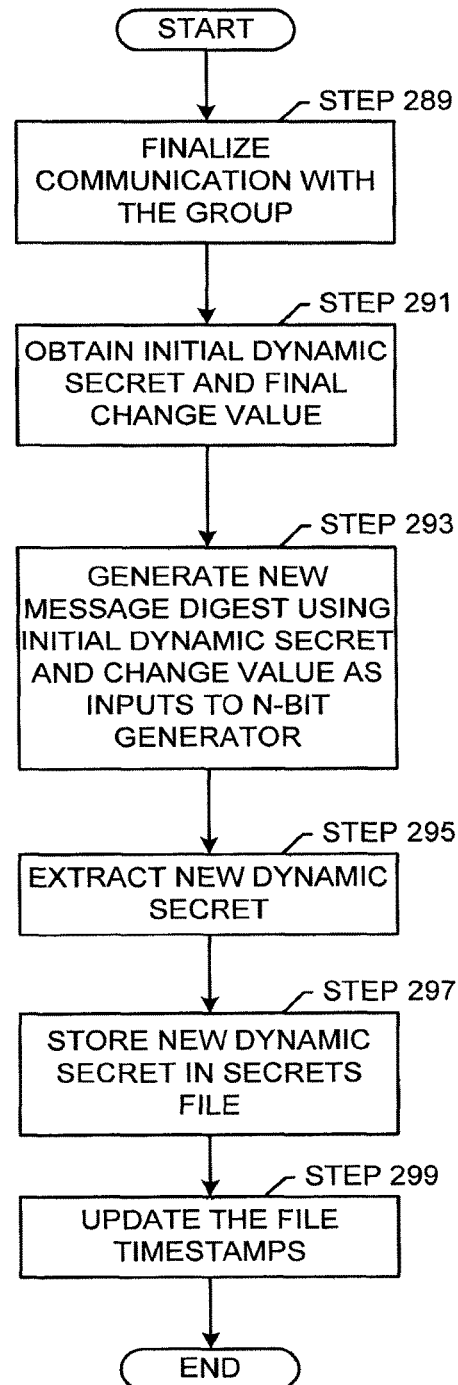 START
STEP 289
FINALIZE
COMMUNICATION WITH
THE GROUP
STEP 291
OBTAIN INITIAL DYNAMIC
SECRET AND FINAL
CHANGE VALUE
STEP 293
GENERATE NEW
MESSAGE DIGEST USING
INITIAL DYNAMIC SECRET
AND CHANGE VALUE AS
INPUTS TO N-BIT
GENERATOR
STEP 295
EXTRACT NEW DYNAMIC
SECRET
STEP 297
STORE NEW DYNAMIC
SECRET IN SECRETS
FILE
STEP 299
UPDATE THE FILE
TIMESTAMPS
END